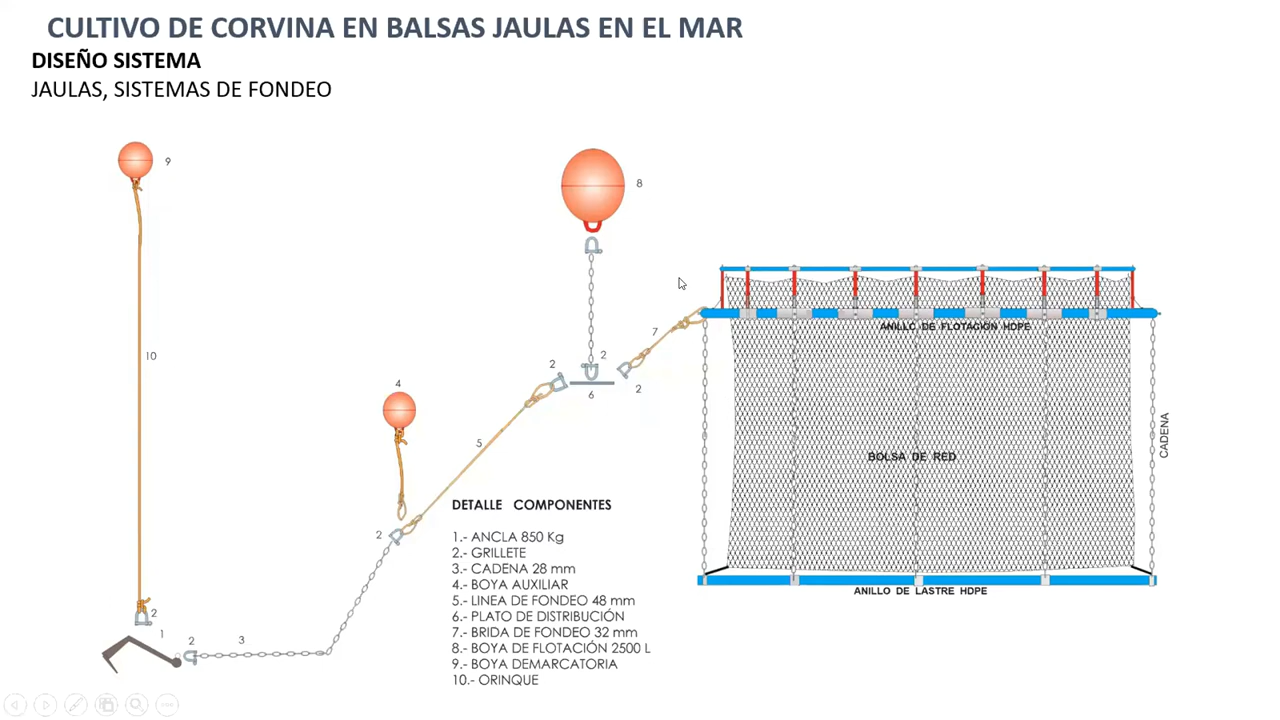 CULTIVO DE CORVINA EN BALSAS JAULAS EN EL MAR
DISEÑO SISTEMA
JAULAS, SISTEMAS DE FONDEO
9
8
10
7
2
2
6
2
4
5
2
ANILLO DE FLOTACION HDPE
BOLSA DE RED
CADENA
ANILLO DE LASTRE HDPE
2
1
2
3
DETALLE COMPONENTES
1.- ANCLA 850 Kg
2.- GRILLETE
3.- CADENA 28 mm
4.- BOYA AUXILIAR
5.- LINEA DE FONDEO 48 mm
6.- PLATO DE DISTRIBUCIÓN
7.- BRIDA DE FONDEO 32 mm
8.- BOYA DE FLOTACIÓN 2500 L
9.- BOYA DEMARCATORIA
10.- ORINQUE